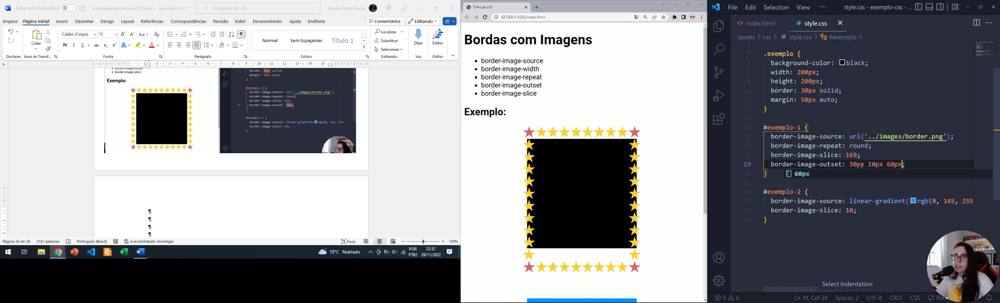 Salvamento Automático
Estilizações básicas com CSS.docx • Salvo neste PC
Pesquisar (Alt+G)
Brayan Petrick Souza
Arquivo
Página Inicial
Inserir
Desenhar
Design
Layout
Referências
Correspondências
Revisão
Exibir
Desenvolvedor
Ajuda
EndNote
Comentários
Editando
Colar
Calibri (Corpo)
13
Aa
N I S ab x₂ x² A A
Normal
Sem Espaçamer
Título 1
Localizar
Substituir
Selecionar
Ditar
Editor
Desfazer
Área de Transf...
Fonte
Parágrafo
Estilos
Editando
Voz
Editor
border-image-outset
border-image-slice
Exemplo:
border: 30px solid;
margin: 50px auto;
}
#exemplo-1 {
border-image-source: url('../images/border.png');
border-image-repeat: round;
border-image-slice: 169;
19 border-image-outset: 30px;
}
#exemplo-2 {
border-image-source: linear-gradient(rgb(0, 145, 255
border-image-slice: 10;
}
¶
¶
¶
¶
Página 26 de 28
3161 palavras
Português (Brasil)
Acessibilidade: investigar
Foco
100%
18°C Nublado
POR
PTB2
22:32
29/11/2022
Trilha de CSS
127.0.0.1:5500/index.html
Bordas com Imagens
• border-image-source
• border-image-width
• border-image-repeat
• border-image-outset
• border-image-slice
Exemplo:
File Edit Selection View ···
style.css - exemplo-css - ...
index.html
# style.css
assets > css > # style.css > #exemplo-1
6
7 .exemplo {
8 background-color: black;
9 width: 200px;
10 height: 200px;
11 border: 30px solid;
12 margin: 50px auto;
13 }
14
15 #exemplo-1 {
16 border-image-source: url('../images/border.png');
17 border-image-repeat: round;
18 border-image-slice: 169;
19 border-image-outset: 30px 10px 60px;
20 }
60px
21
22 #exemplo-2 {
23 border-image-source: linear-gradient(rgb(0, 145, 255
24 border-image-slice: 10;
25 }
Select Indentation
0 0
Ln 19, Col 38
Spaces: 2
UTF-8
CRLF
CSS